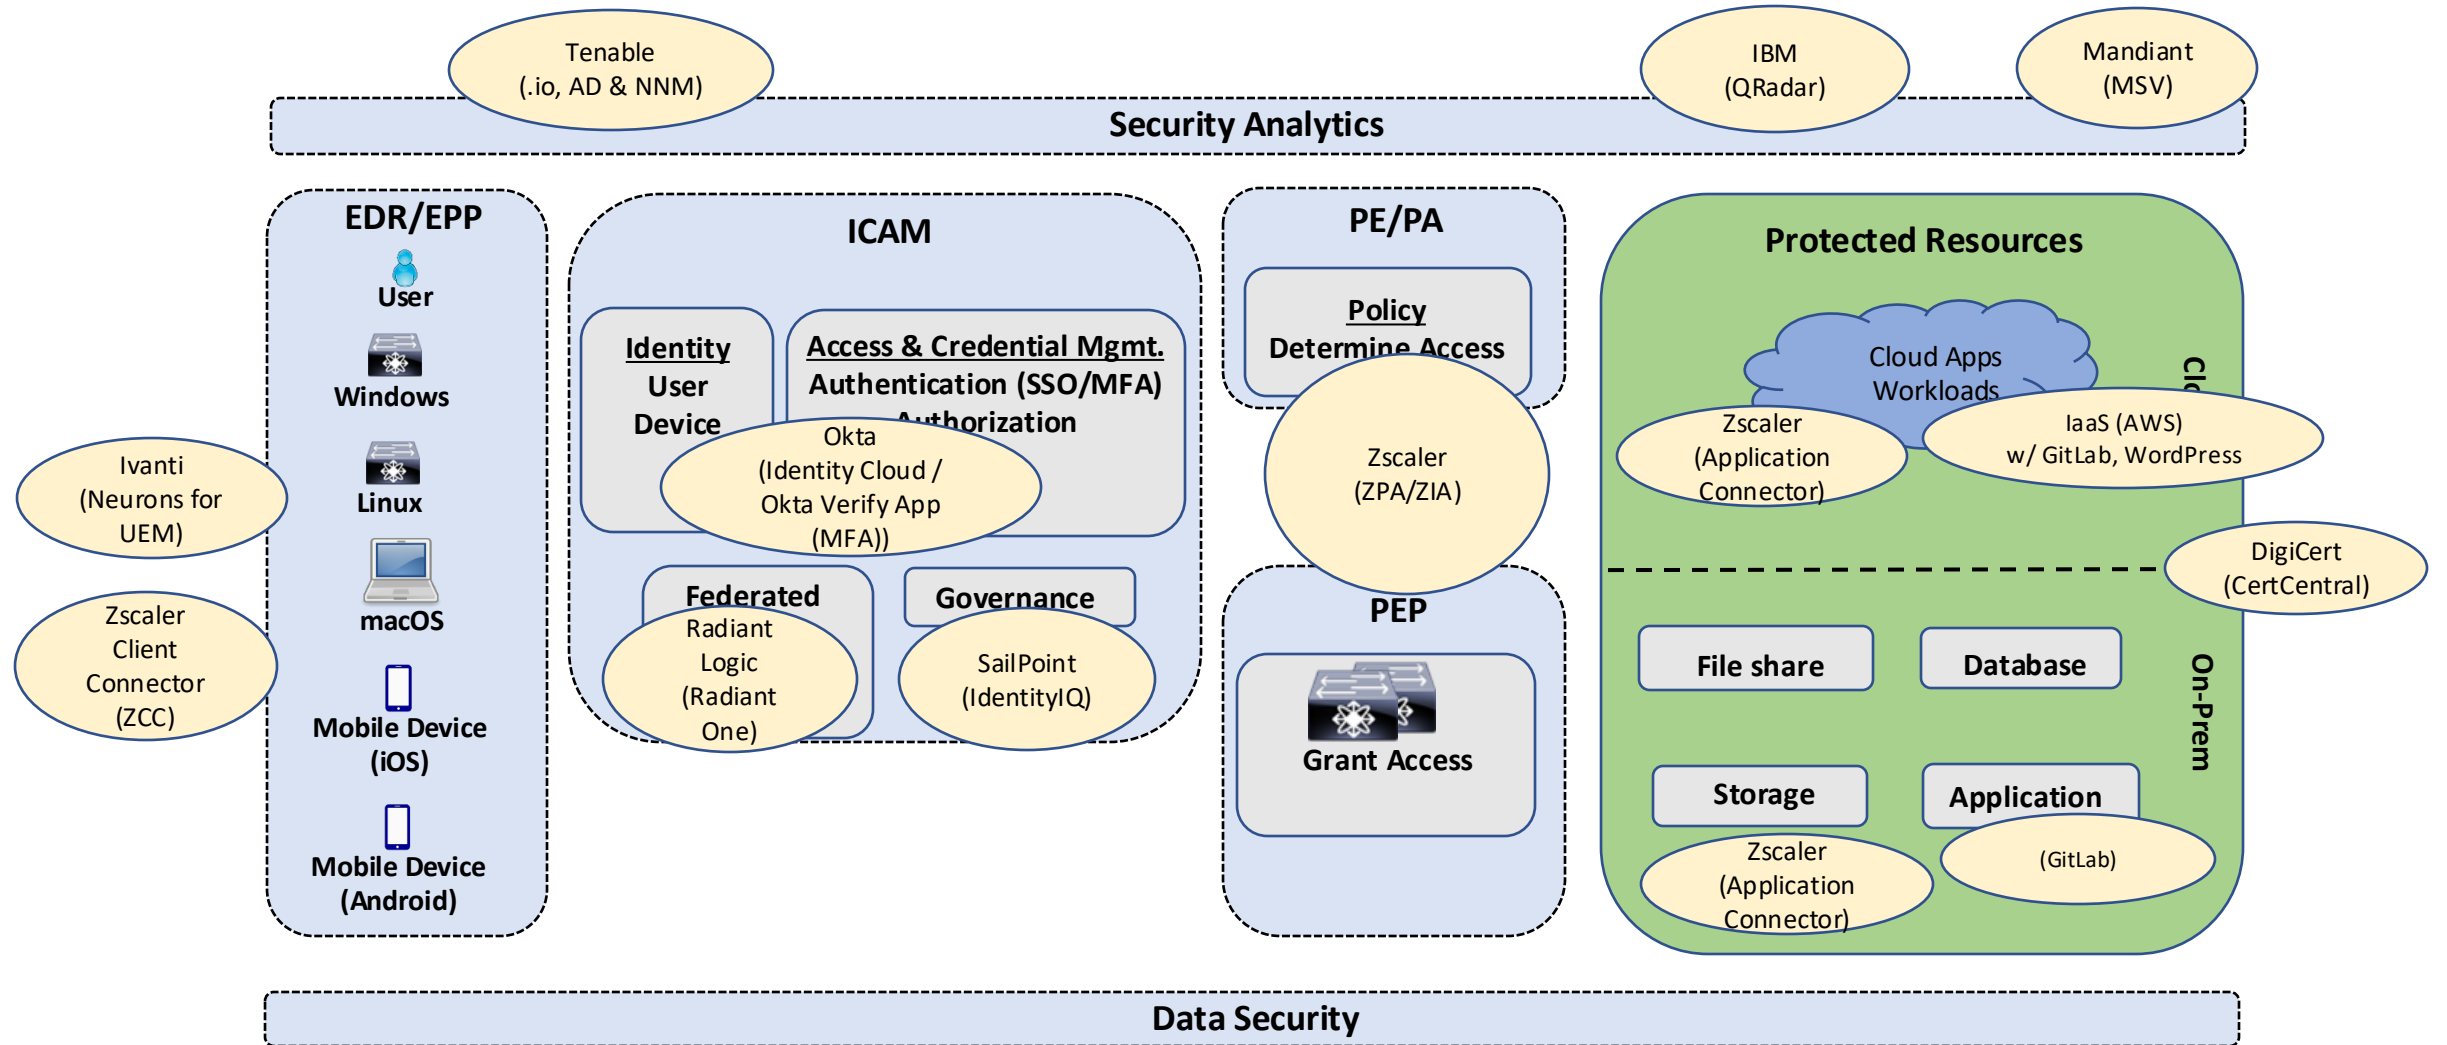 Tenable
(.io, AD & NNM)
IBM
(QRadar)
Mandiant
(MSV)
Security Analytics
EDR/EPP
User
Windows
Linux
macOS
Mobile Device
(iOS)
Mobile Device
(Android)
Ivanti
(Neurons for
UEM)
Zscaler
Client
Connector
(ZCC)
ICAM
Identity
User
Device
Access & Credential Mgmt.
Authentication (SSO/MFA)
Authorization
Okta
(Identity Cloud /
Okta Verify App
(MFA))
Federated
Radiant
Logic
(Radiant
One)
Governance
SailPoint
(IdentityIQ)
PE/PA
Policy
Determine Access
Zscaler
(ZPA/ZIA)
PEP
Grant Access
Protected Resources
Cloud Apps
Workloads
Zscaler
(Application
Connector)
IaaS (AWS)
w/ GitLab, WordPress
DigiCert
(CertCentral)
File share
Database
On-Prem
Storage
Application
Zscaler
(Application
Connector)
(GitLab)
Data Security